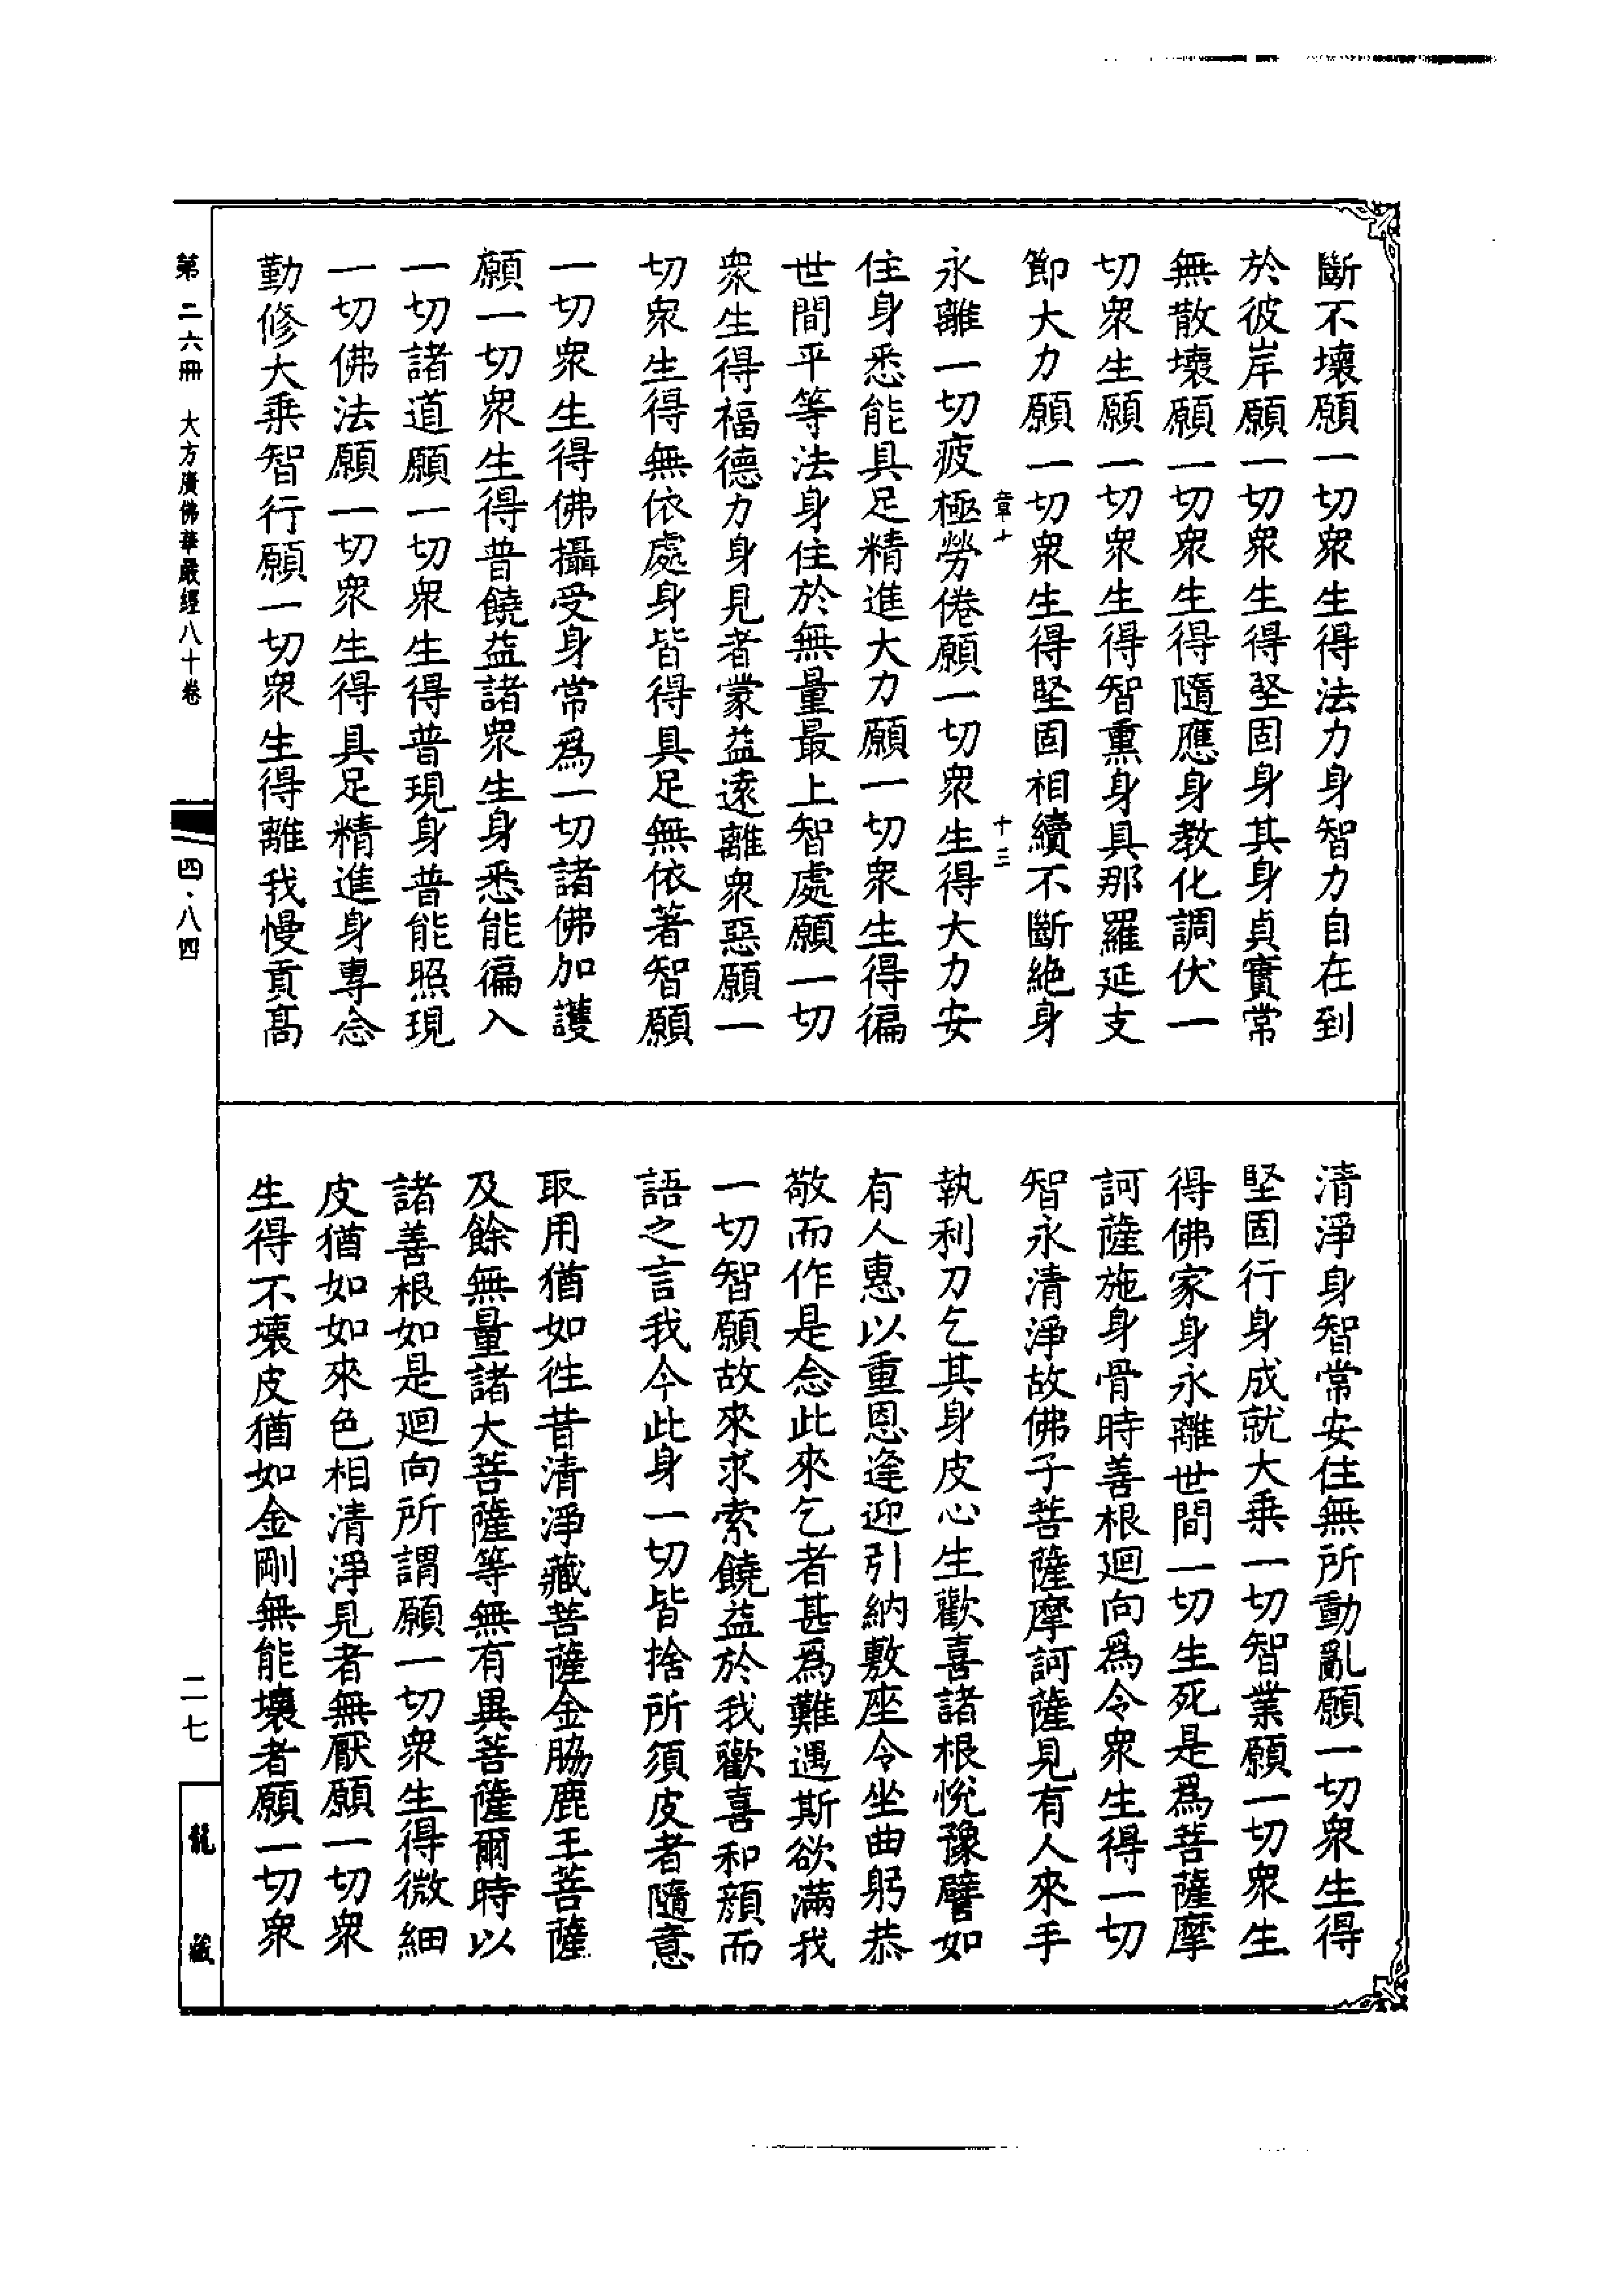 斷不壞願一切衆生得法力身智力自在到
於彼岸願一切衆生得堅固身其身貞實常
無散壞願一切衆生得隨應身教化調伏一
切衆生願一切衆生得智熏身具那羅延支
節大力願一切衆生得堅固相續不斷絶身
章十 十三
永離一切疲極勞倦願一切衆生得大力安
住身悉能具足精進大力願一切衆生得徧
世間平等法身住於無量最上智處願一切
衆生得福德力身見者蒙益遠離衆惡願一
切衆生得無依處身皆得具足無依著智願
一切衆生得佛攝受身常爲一切諸佛加護
願一切衆生得普饒益諸衆生身悉能徧入
一切諸道願一切衆生得普現身普能照現
一切佛法願一切衆生得具足精進身專念
勤修大乘智行願一切衆生得離我慢貢高
清淨身智常安住無所動亂願一切衆生得
堅固行身成就大乘一切智業願一切衆生
得佛家身永離世間一切生死是爲菩薩摩
訶薩施身骨時善根迴向爲令衆生得一切
智永清淨故佛子菩薩摩訶薩見有人來手
執利刀乞其身皮心生歡喜諸根悅豫譬如
有人惠以重恩逢迎引納敷座令坐曲躬恭
敬而作是念此來乞者甚爲難遇斯欲滿我
一切智願故來求索饒益於我歡喜和顏而
語之言我今此身一切皆捨所須皮者隨意
取用猶如往昔清淨藏菩薩金脇鹿王菩薩
及餘無量諸大菩薩等無有異菩薩爾時以
諸善根如是迴向所謂願一切衆生得微細
皮猶如如來色相清淨見者無厭願一切衆
生得不壞皮猶如金剛無能壞者願一切衆
第二六冊 大方廣佛華嚴經八十卷
四·八四
二七
龍藏